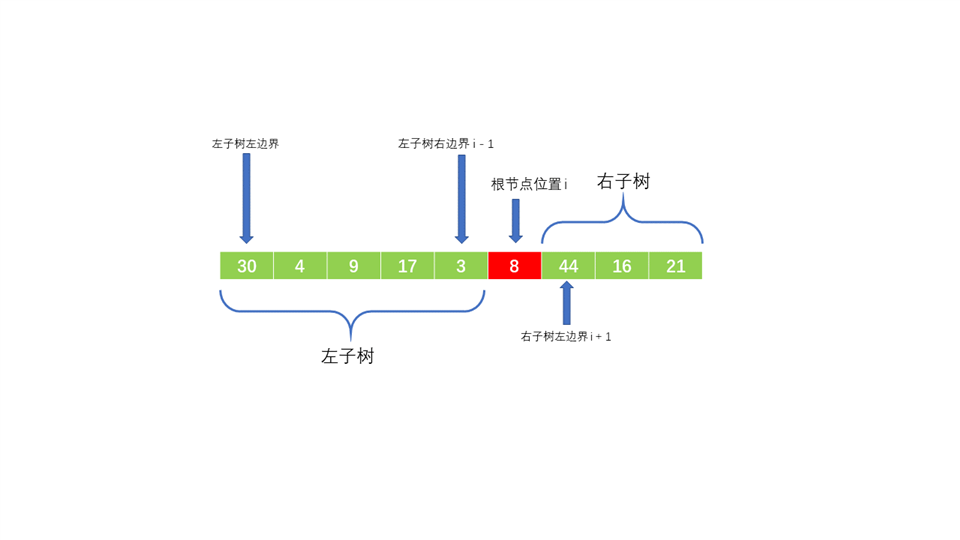 左子树左边界
左子树右边界 i - 1
根节点位置 i
右子树
30 4 9 17 3 8 44 16 21
右子树左边界 i + 1
左子树